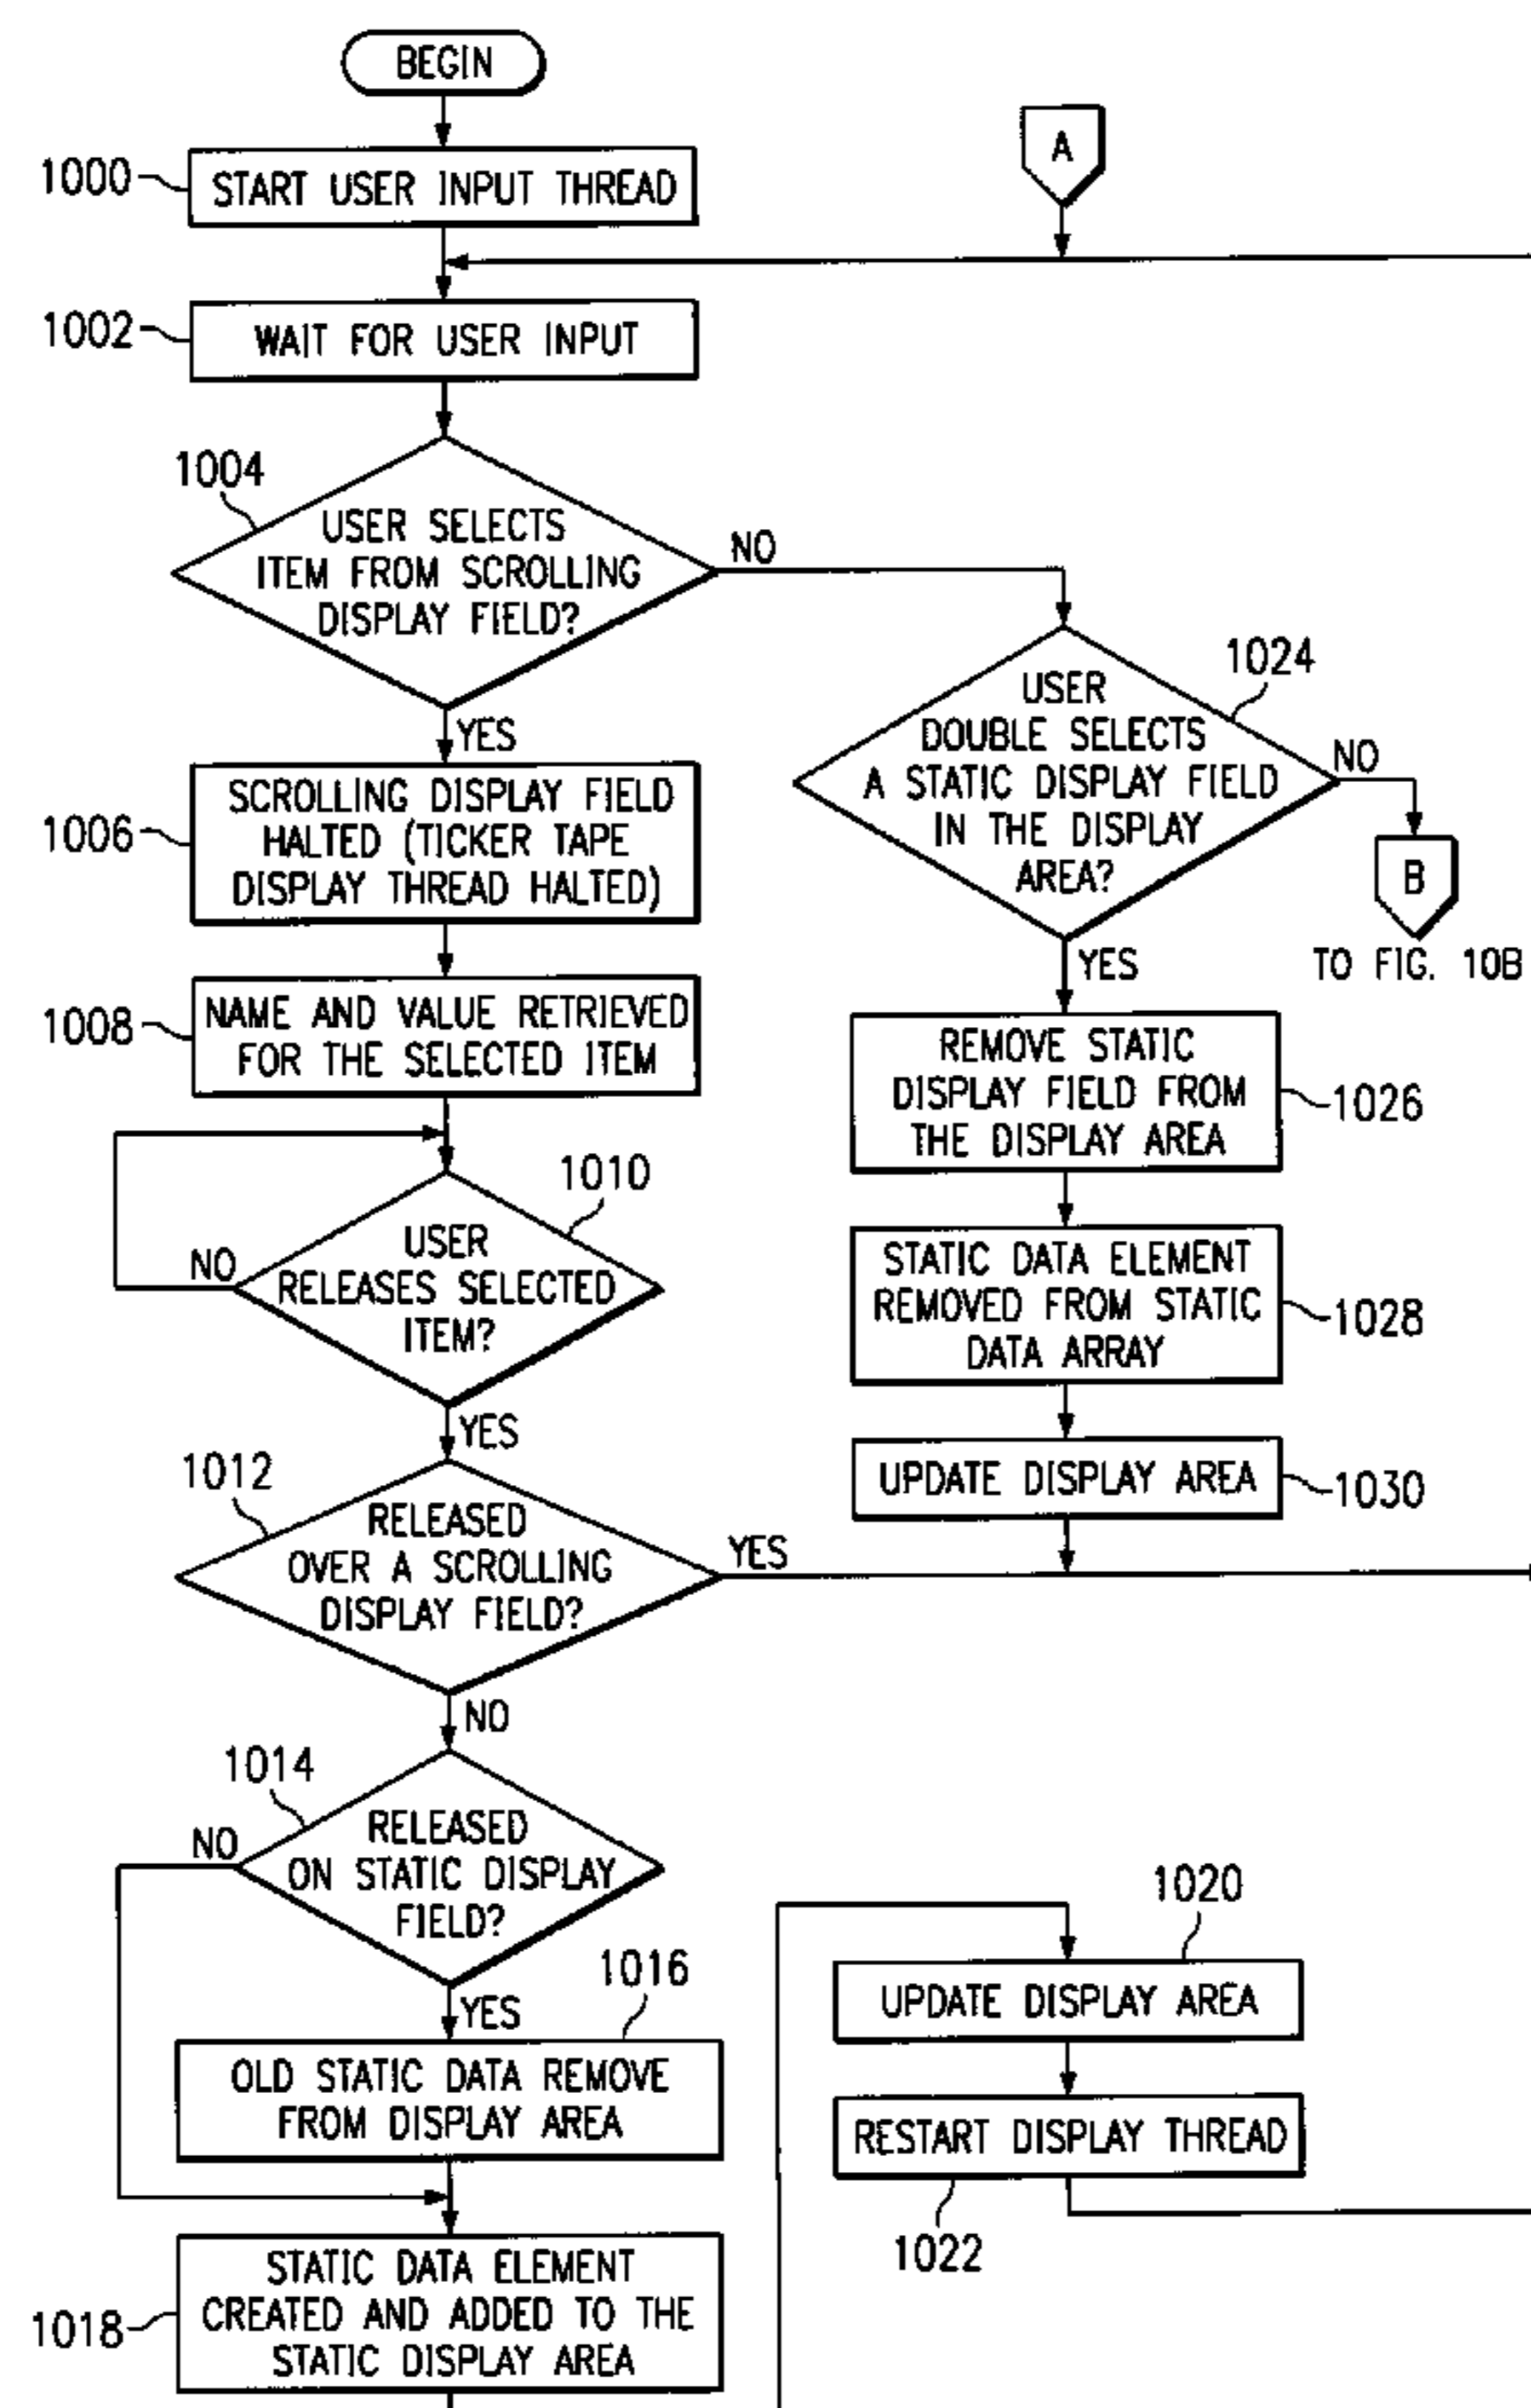 BEGIN
1000
START USER INPUT THREAD
A
1002
WAIT FOR USER INPUT
1004
USER SELECTS
ITEM FROM SCROLLING
DISPLAY FIELD?
NO
YES
1006
SCROLLING DISPLAY FIELD
HALTED (TICKER TAPE
DISPLAY THREAD HALTED)
1008
NAME AND VALUE RETRIEVED
FOR THE SELECTED ITEM
1010
USER
RELEASES SELECTED
ITEM?
NO
YES
1012
RELEASED
OVER A SCROLLING
DISPLAY FIELD?
YES
NO
1014
RELEASED
ON STATIC DISPLAY
FIELD?
NO
YES
1016
OLD STATIC DATA REMOVE
FROM DISPLAY AREA
1018
STATIC DATA ELEMENT
CREATED AND ADDED TO THE
STATIC DISPLAY AREA
1024
USER
DOUBLE SELECTS
A STATIC DISPLAY FIELD
IN THE DISPLAY
AREA?
NO
B
TO FIG. 10B
YES
REMOVE STATIC
DISPLAY FIELD FROM
THE DISPLAY AREA
1026
STATIC DATA ELEMENT
REMOVED FROM STATIC
DATA ARRAY
1028
UPDATE DISPLAY AREA
1030
1020
UPDATE DISPLAY AREA
RESTART DISPLAY THREAD
1022